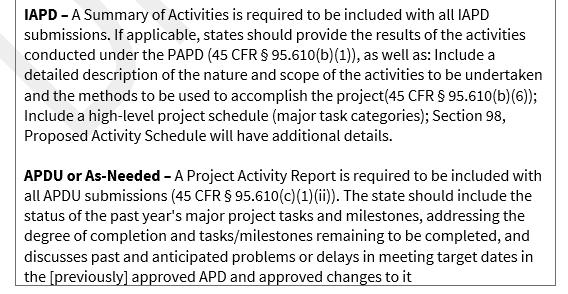 IAPD – A Summary of Activities is required to be included with all IAPD
submissions. If applicable, states should provide the results of the activities
conducted under the PAPD (45 CFR § 95.610(b)(1)), as well as: Include a
detailed description of the nature and scope of the activities to be undertaken
and the methods to be used to accomplish the project(45 CFR § 95.610(b)(6));
Include a high-level project schedule (major task categories); Section 98,
Proposed Activity Schedule will have additional details.
APDU or As-Needed – A Project Activity Report is required to be included with
all APDU submissions (45 CFR § 95.610(c)(1)(ii)). The state should include the
status of the past year's major project tasks and milestones, addressing the
degree of completion and tasks/milestones remaining to be completed, and
discusses past and anticipated problems or delays in meeting target dates in
the [previously] approved APD and approved changes to it